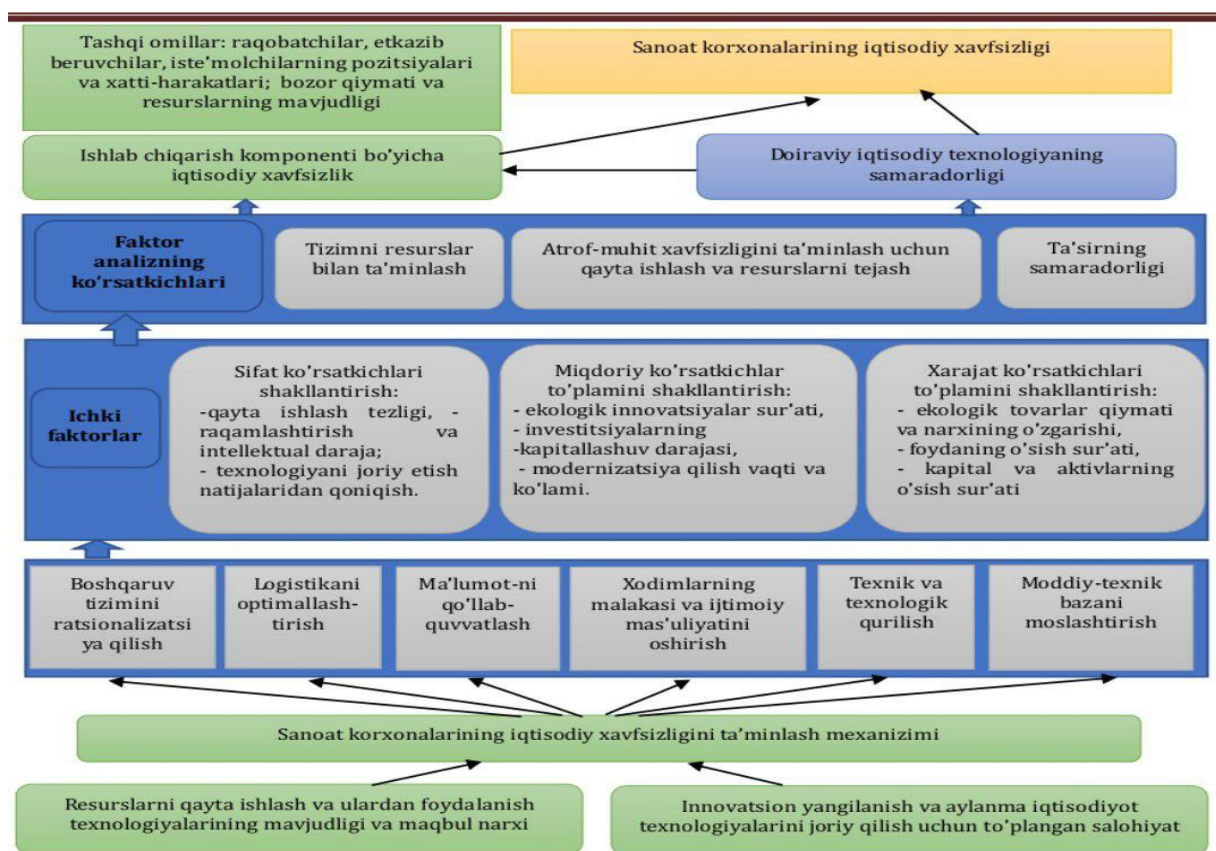 Tashqi omillar: raqobatchilar, etkazib
beruvchilar, iste'molchilarning pozitsiyalari
va xatti-harakatlari; bozor qiymati va
resurslarning mavjudligi
Sanoat korxonalarining iqtisodiy xavfsizligi
Ishlab chiqarish komponenti bo'yicha
iqtisodiy xavfsizlik
Doiraviy iqtisodiy texnologiyaning
samaradorligi
Faktor
analizning
ko'rsatkichlari
Tizimni resurslar
bilan ta'minlash
Atrof-muhit xavfsizligini ta'minlash uchun
qayta ishlash va resurslarni tejash
Ta'sirning
samaradorligi
Ichki
faktorlar
Sifat ko'rsatkichlari
shakllantirish:
-qayta ishlash tezligi, -
raqamlashtirish va
intellektual daraja;
- texnologiyani joriy etish
natijalaridan qoniqish.
Miqdoriy ko'rsatkichlar
to'plamini shakllantirish:
- ekologik innovatsiyalar sur'ati,
- investitsiyalarning
-kapitallashuv darajasi,
- modernizatsiya qilish vaqti va
ko'lami.
Xarajat ko'rsatkichlari
to'plamini shakllantirish:
- ekologik tovarlar qiymati
va narxining o'zgarishi,
- foydaning o'sish sur'ati,
- kapital va aktivlarning
o'sish sur'ati
Boshqaruv
tizimini
ratsionalizatsi
ya qilish
Logistikani
optimallash-
tirish
Ma'lumot-ni
qo'llab-
quvvatlash
Xodimlarning
malakasi va ijtimoiy
mas'uliyatini
oshirish
Texnik va
texnologik
qurilish
Moddiy-texnik
bazani
moslashtirish
Sanoat korxonalarining iqtisodiy xavfsizligini ta'minlash mexanizimi
Resurslarni qayta ishlash va ulardan foydalanish
texnologiyalarining mavjudligi va maqbul narxi
Innovatsion yangilanish va aylanma iqtisodiyot
texnologiyalarini joriy qilish uchun to'plangan salohiyat